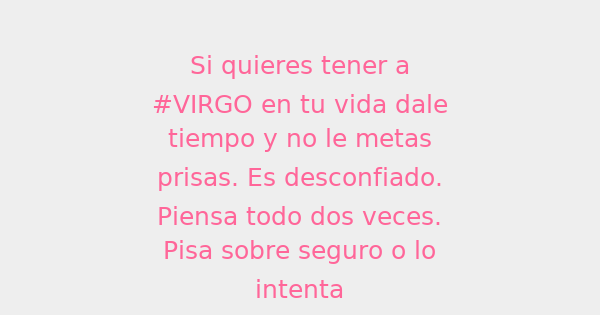 Si quieres tener a
#VIRGO en tu vida dale
tiempo y no le metas
prisas. Es desconfiado.
Piensa todo dos veces.
Pisa sobre seguro o lo
intenta